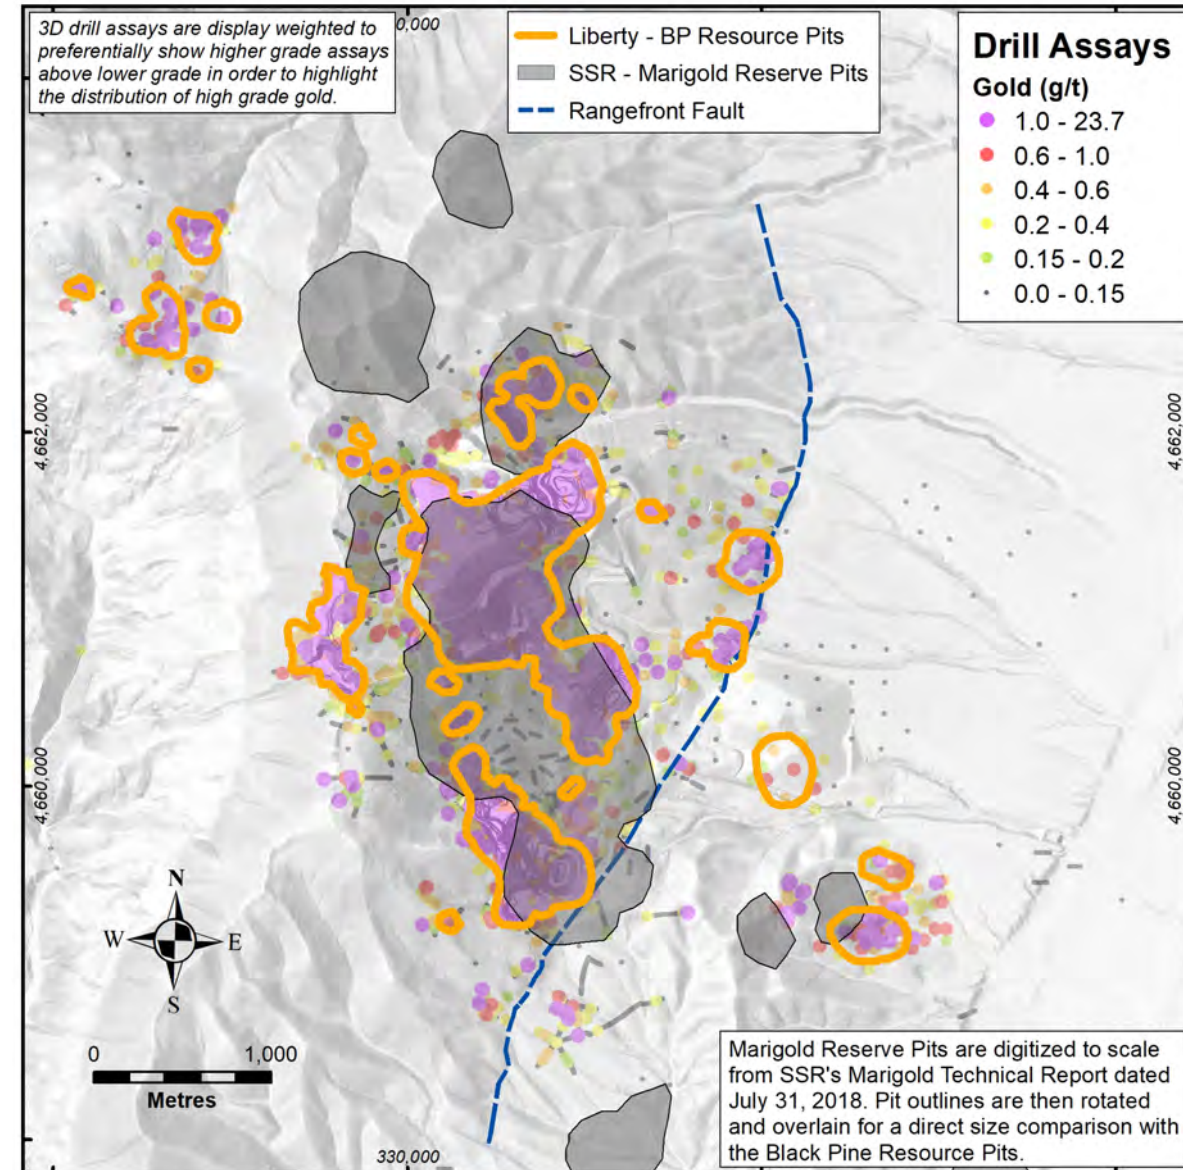 3D drill assays are display weighted to
preferentially show higher grade assays
above lower grade in order to highlight
the distribution of high grade gold.
Liberty - BP Resource Pits
SSR - Marigold Reserve Pits
Rangefront Fault
Drill Assays
Gold (g/t)
1.0 - 23.7
0.6 - 1.0
0.4 - 0.6
0.2 - 0.4
0.15 - 0.2
0.0 - 0.15
4,662,000
4,662,000
4,660,000
4,660,000
N
W
E
S
0
1,000
Metres
330,000
Marigold Reserve Pits are digitized to scale
from SSR's Marigold Technical Report dated
July 31, 2018. Pit outlines are then rotated
and overlain for a direct size comparison with
the Black Pine Resource Pits.